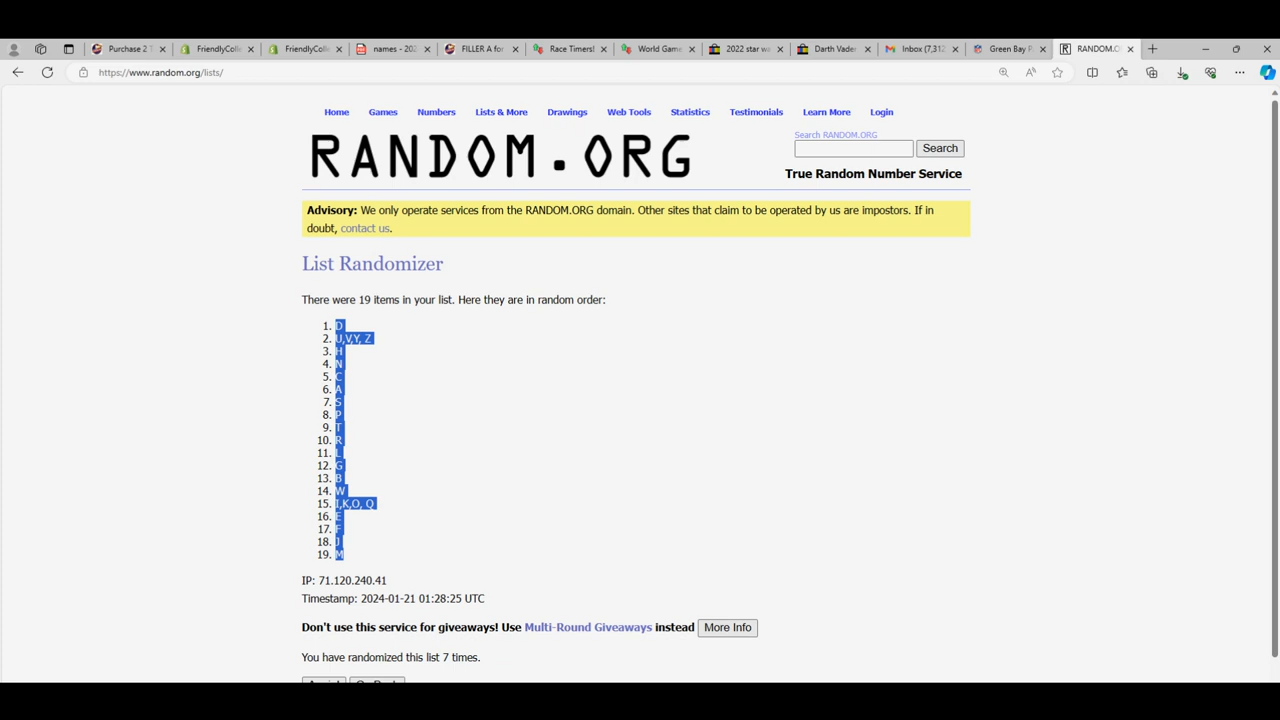 Purchase 2 T
FriendlyColle
FriendlyColle
names - 202
FILLER A for
Race Timers!
World Game
2022 star wa
Darth Vader
Inbox (7,312
Green Bay P
RANDOM.O
https://www.random.org/lists/
Home Games Numbers Lists & More Drawings Web Tools Statistics Testimonials Learn More Login
RANDOM.ORG
Search RANDOM.ORG
Search
True Random Number Service
Advisory: We only operate services from the RANDOM.ORG domain. Other sites that claim to be operated by us are impostors. If in
doubt, contact us.
List Randomizer
There were 19 items in your list. Here they are in random order:
1. D
2. U,V,Y, Z
3. H
4. N
5. C
6. A
7. S
8. P
9. T
10. R
11. L
12. G
13. B
14. W
15. I,K,O, Q
16. E
17. F
18. J
19. M
IP: 71.120.240.41
Timestamp: 2024-01-21 01:28:25 UTC
Don't use this service for giveaways! Use Multi-Round Giveaways instead More Info
You have randomized this list 7 times.